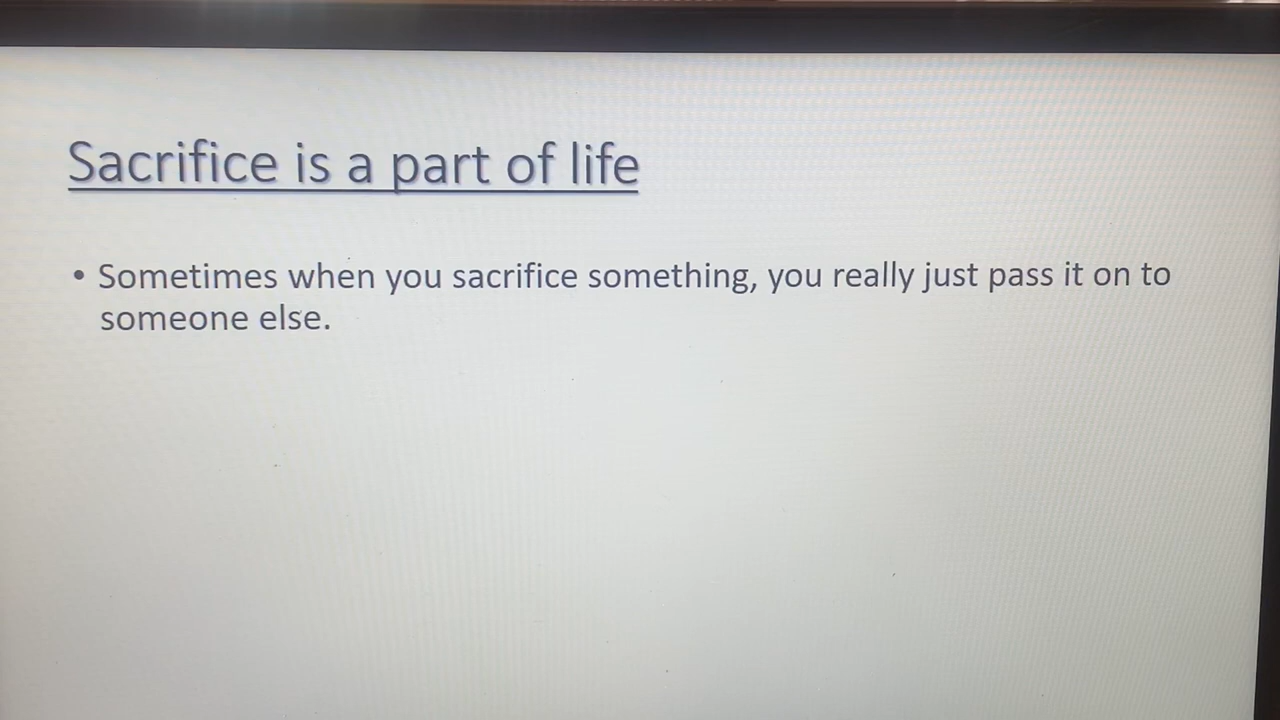 Sacrifice is a part of life
• Sometimes when you sacrifice something, you really just pass it on to
someone else.